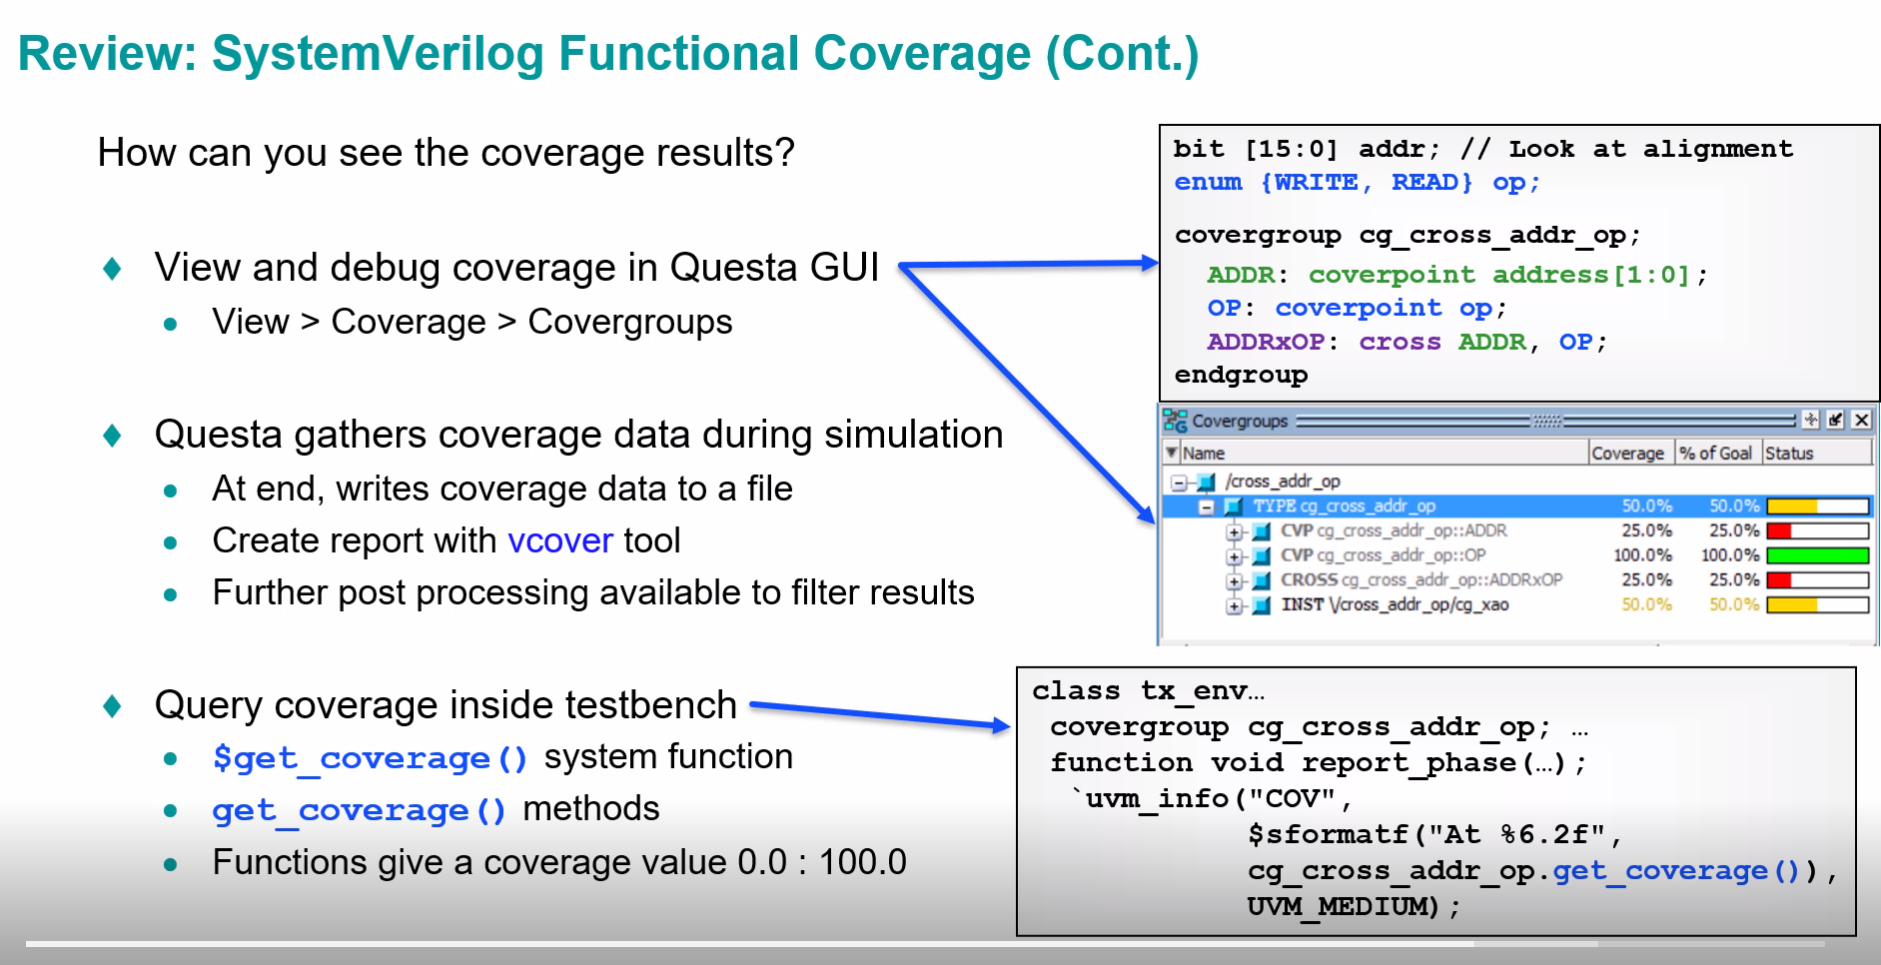 Review: SystemVerilog Functional Coverage (Cont.)
How can you see the coverage results?
View and debug coverage in Questa GUI
View > Coverage > Covergroups
Questa gathers coverage data during simulation
At end, writes coverage data to a file
Create report with vcover tool
Further post processing available to filter results
Query coverage inside testbench
$get_coverage() system function
get_coverage() methods
Functions give a coverage value 0.0 : 100.0
bit [15:0] addr; // Look at alignment
enum {WRITE, READ} op;
covergroup cg_cross_addr_op;
ADDR: coverpoint address[1:0];
OP: coverpoint op;
ADDRxOP: cross ADDR, OP;
endgroup
Covergroups
Name Coverage % of Goal Status
/cross_addr_op
TYPE cg_cross_addr_op 50.0% 50.0%
CVP cg_cross_addr_op::ADDR 25.0% 25.0%
CVP cg_cross_addr_op::OP 100.0% 100.0%
CROSS cg_cross_addr_op::ADDRxOP 25.0% 25.0%
INST \/cross_addr_op/cg_xao 50.0% 50.0%
class tx_env…
covergroup cg_cross_addr_op; …
function void report_phase(…);
`uvm_info("COV",
$sformatf("At %6.2f",
cg_cross_addr_op.get_coverage()),
UVM_MEDIUM);